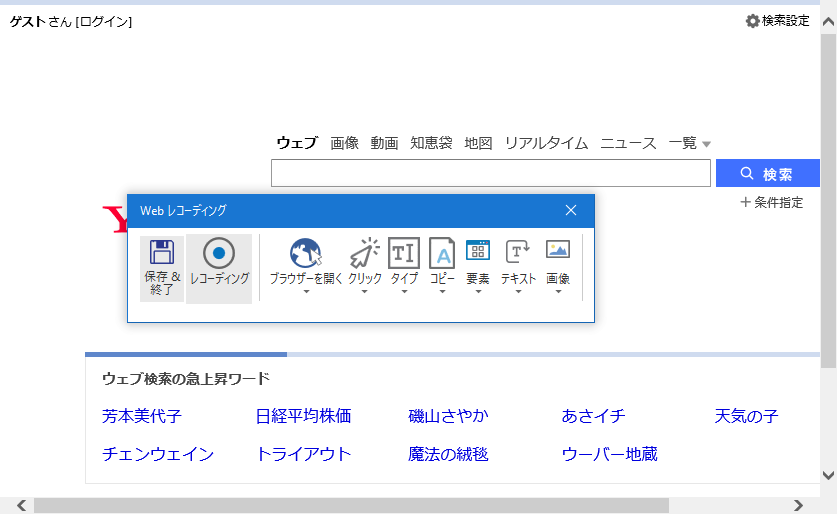 ゲストさん [ログイン]
検索設定
ウェブ 画像 動画 知恵袋 地図 リアルタイム ニュース 一覧
検索
+条件指定
Y
Web レコーディング
保存 & 終了
レコーディング
ブラウザーを開く
クリック
タイプ
コピー
要素
テキスト
画像
ウェブ検索の急上昇ワード
芳本美代子 日経平均株価 磯山さやか あさイチ 天気の子
チェンウェイン トライアウト 魔法の絨毯 ウーバー地蔵